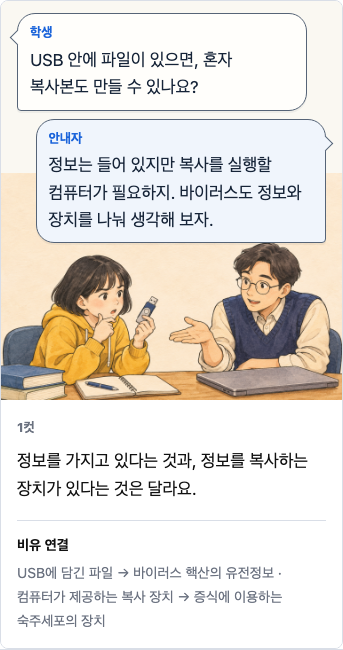 학생
USB 안에 파일이 있으면, 혼자
복사본도 만들 수 있나요?
안내자
정보는 들어 있지만 복사를 실행할
컴퓨터가 필요하지. 바이러스도 정보와
장치를 나눠 생각해 보자.
1컷
정보를 가지고 있다는 것과, 정보를 복사하는
장치가 있다는 것은 달라요.
비유 연결
USB에 담긴 파일 → 바이러스 핵산의 유전정보 ·
컴퓨터가 제공하는 복사 장치 → 증식에 이용하는
숙주세포의 장치